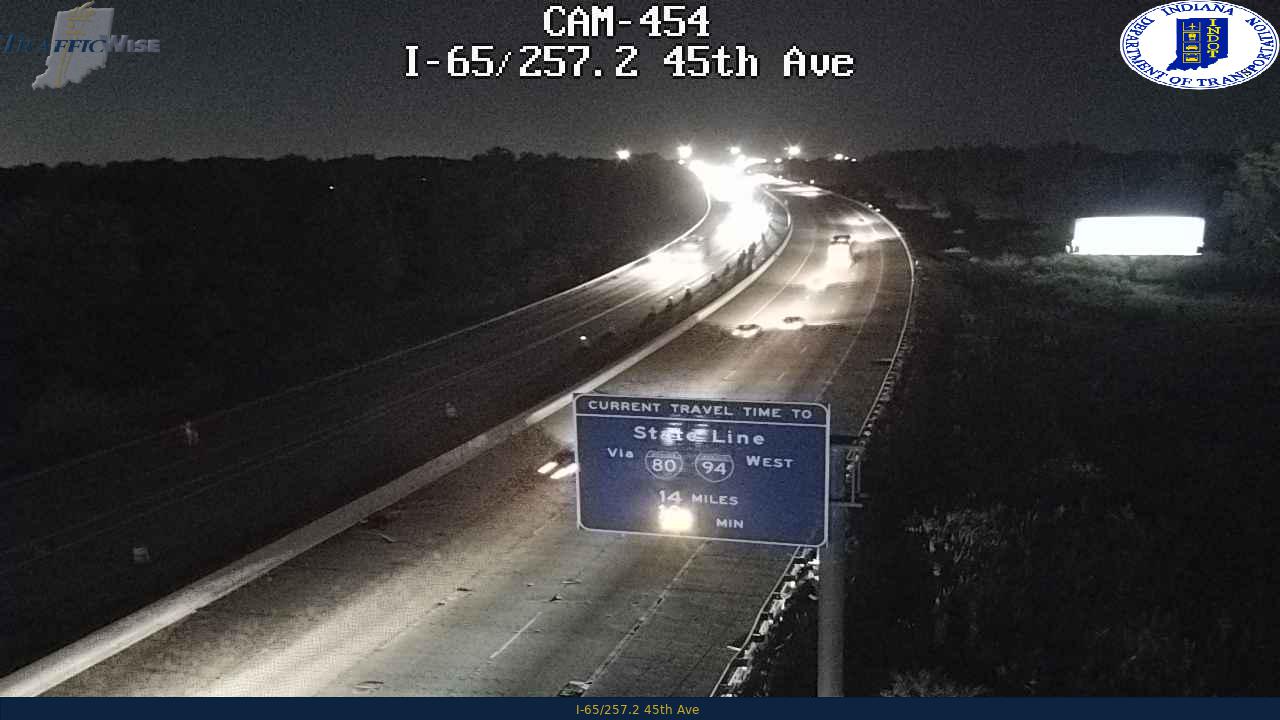 CAM-454
I-65/257.2 45th Ave
TRAFFICWISE
INDIANA
DEPARTMENT OF TRANSPORTATION
INDOT
CURRENT TRAVEL TIME TO
State Line
Via 80 94 WEST
14 MILES
MIN
I-65/257.2 45th Ave